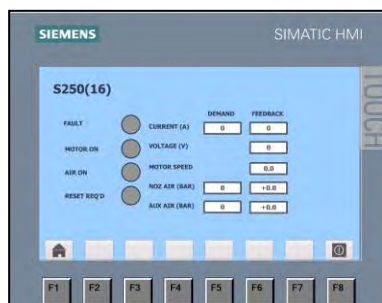 SIEMENS SIMATIC HMI
TOUCH
S250(16)
DEMAND FEEDBACK
FAULT CURRENT (A) 0 0
MOTOR ON VOLTAGE (V) 0
AIR ON MOTOR SPEED 0.0
RESET REQ'D NOZ AIR (BAR) 0 +0.0
AUX AIR (BAR) 0 +0.0
F1 F2 F3 F4 F5 F6 F7 F8